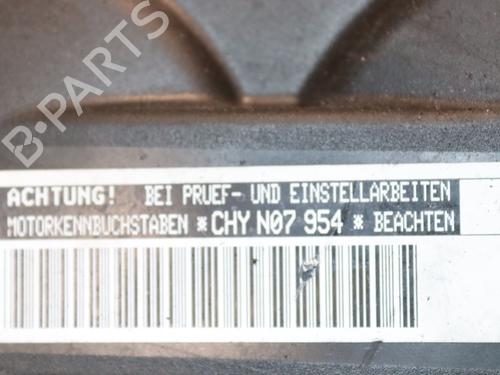 B-PARTS
ACHTUNG! BEI PRUEF- UND EINSTELLARBEITEN
MOTORKENNBUCHSTABEN *CHY N07 954* BEACHTEN